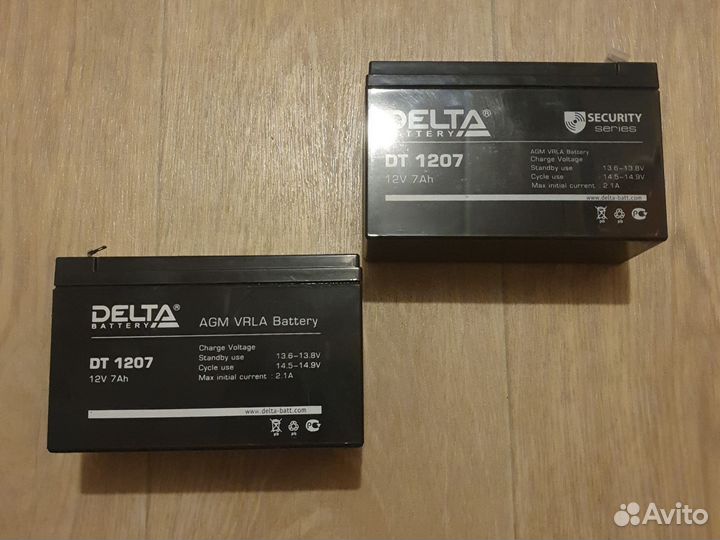 DELTA®
BATTERY
SECURITY
series
DT 1207
12V 7Ah
AGM VRLA Battery
Charge Voltage
Standby use 13.6-13.8V
Cycle use 14.5-14.9V
Max initial current : 2.1A
www.delta-batt.com
DELTA®
BATTERY
AGM VRLA Battery
DT 1207
12V 7Ah
Charge Voltage
Standby use 13.6-13.8V
Cycle use 14.5-14.9V
Max initial current : 2.1A
www.delta-batt.com
Avito